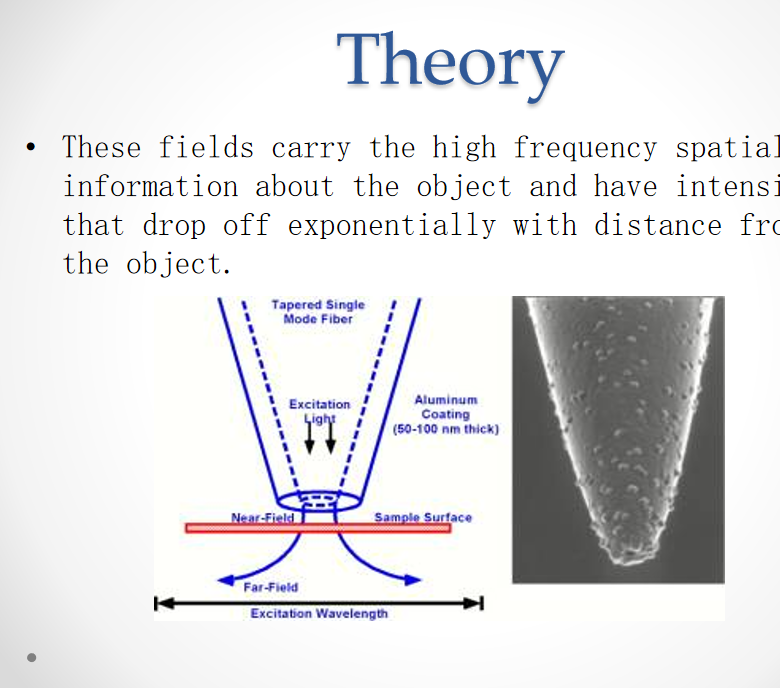 Theory
• These fields carry the high frequency spatial
information about the object and have intensi
that drop off exponentially with distance fro
the object.
Tapered Single
Mode Fiber
Excitation
Light
Aluminum
Coating
(50-100 nm thick)
Near-Field
Sample Surface
Far-Field
Excitation Wavelength